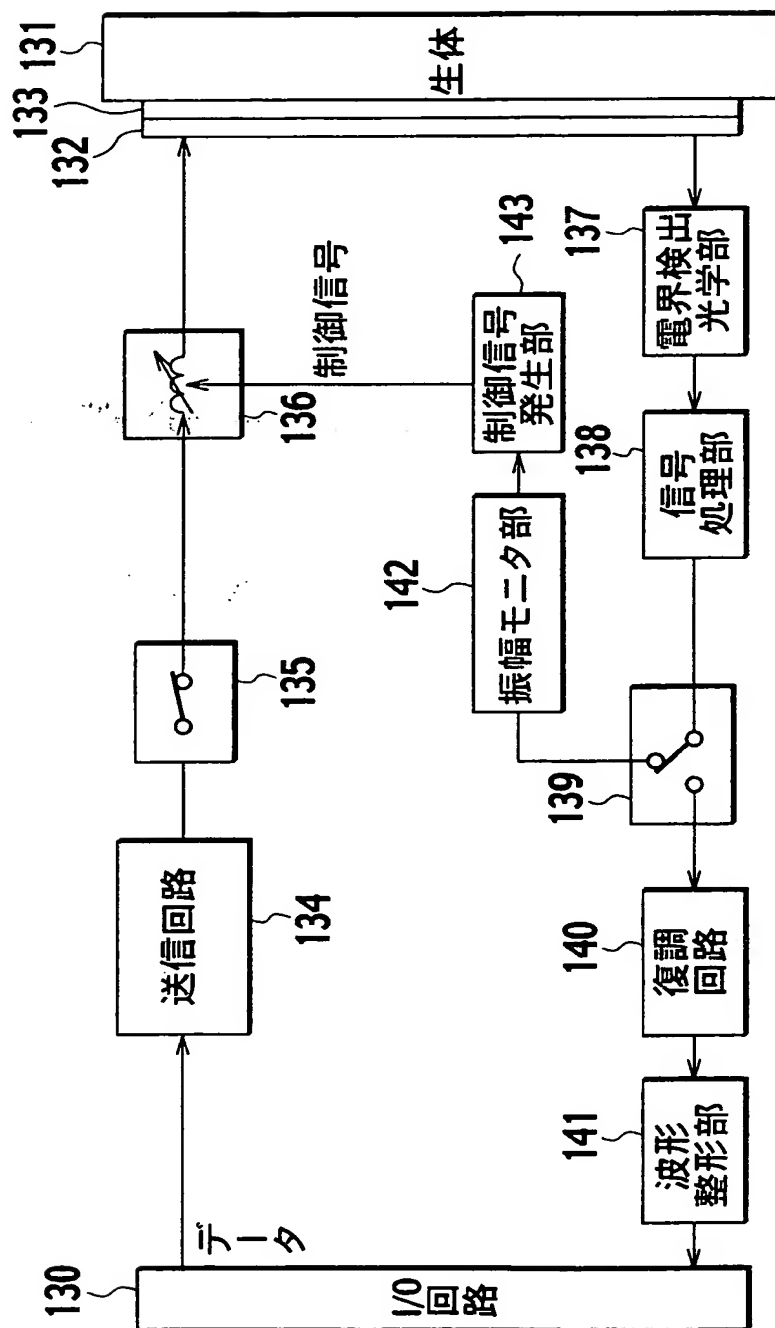 130
I/O回路
データ
送信回路
134
135
136
制御信号
132
133
131
生体
137
電界検出
光学部
138
信号
処理部
139
振幅モニタ部
142
制御信号
発生部
143
140
復調
回路
141
波形
整形部